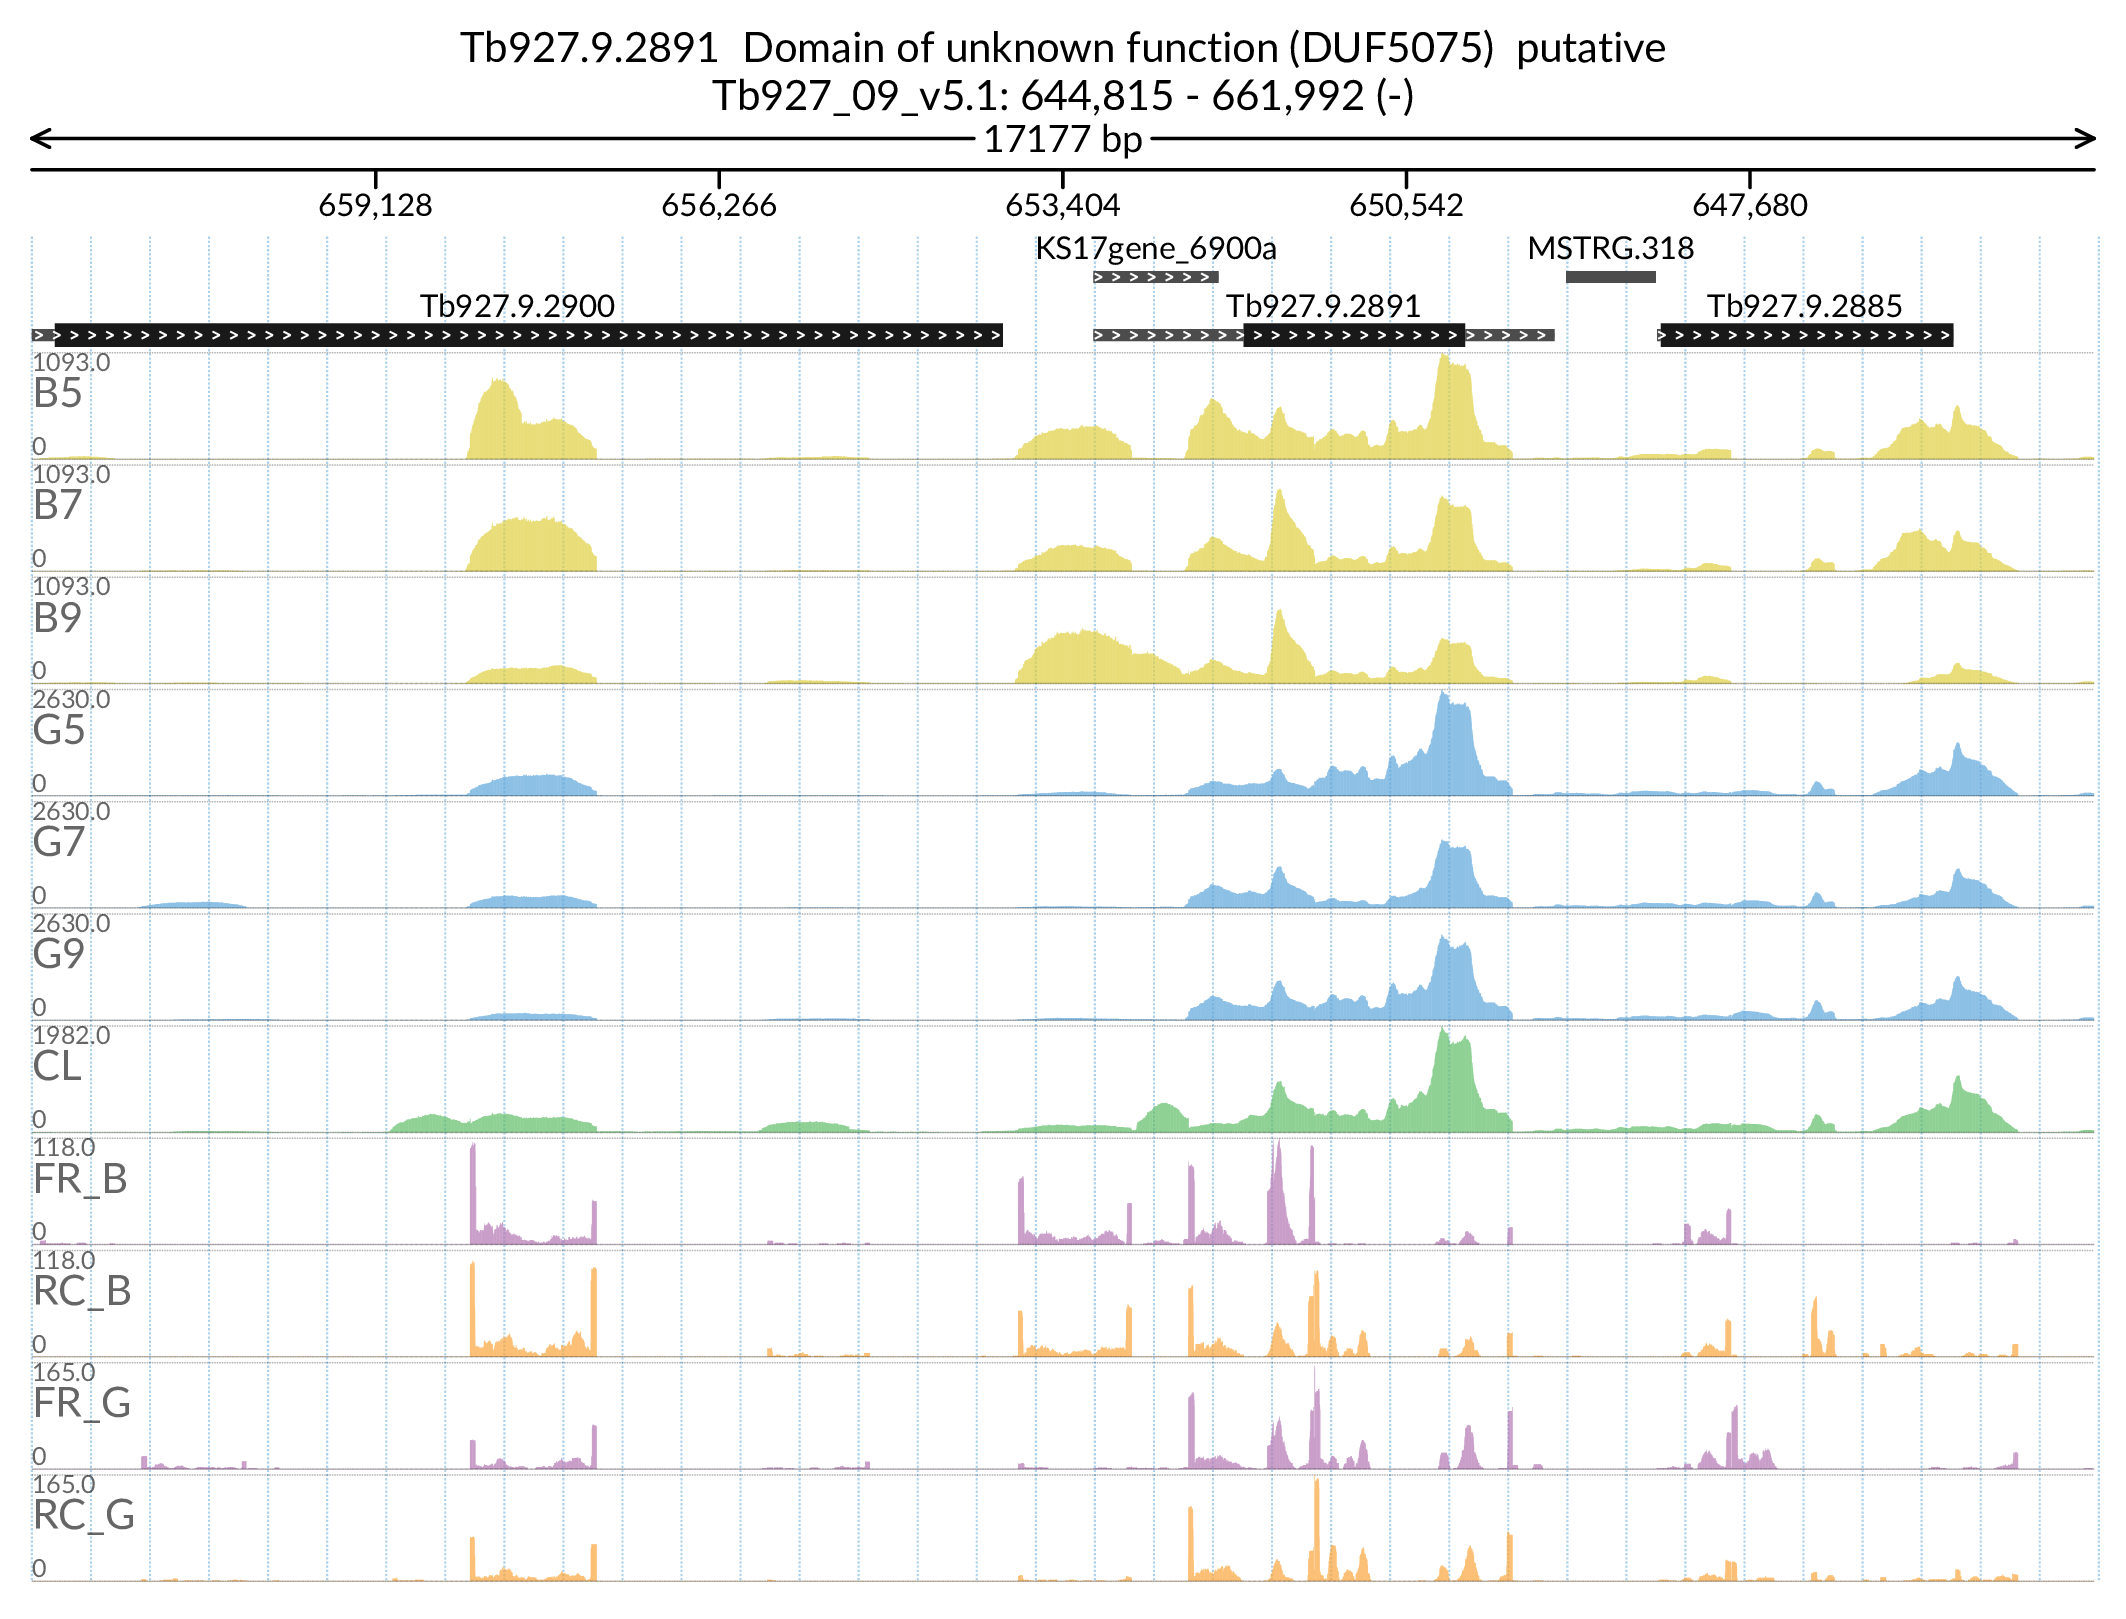 Tb927.9.2891 Domain of unknown function (DUF5075) putative
Tb927_09_v5.1: 644,815 - 661,992 (-)
17177 bp
659,128 656,266 653,404 650,542 647,680
KS17gene_6900a MSTRG.318
Tb927.9.2900 Tb927.9.2891 Tb927.9.2885
1093.0
B5
0
1093.0
B7
0
1093.0
B9
0
2630.0
G5
0
2630.0
G7
0
2630.0
G9
0
1982.0
CL
0
118.0
FR_B
0
118.0
RC_B
0
165.0
FR_G
0
165.0
RC_G
0